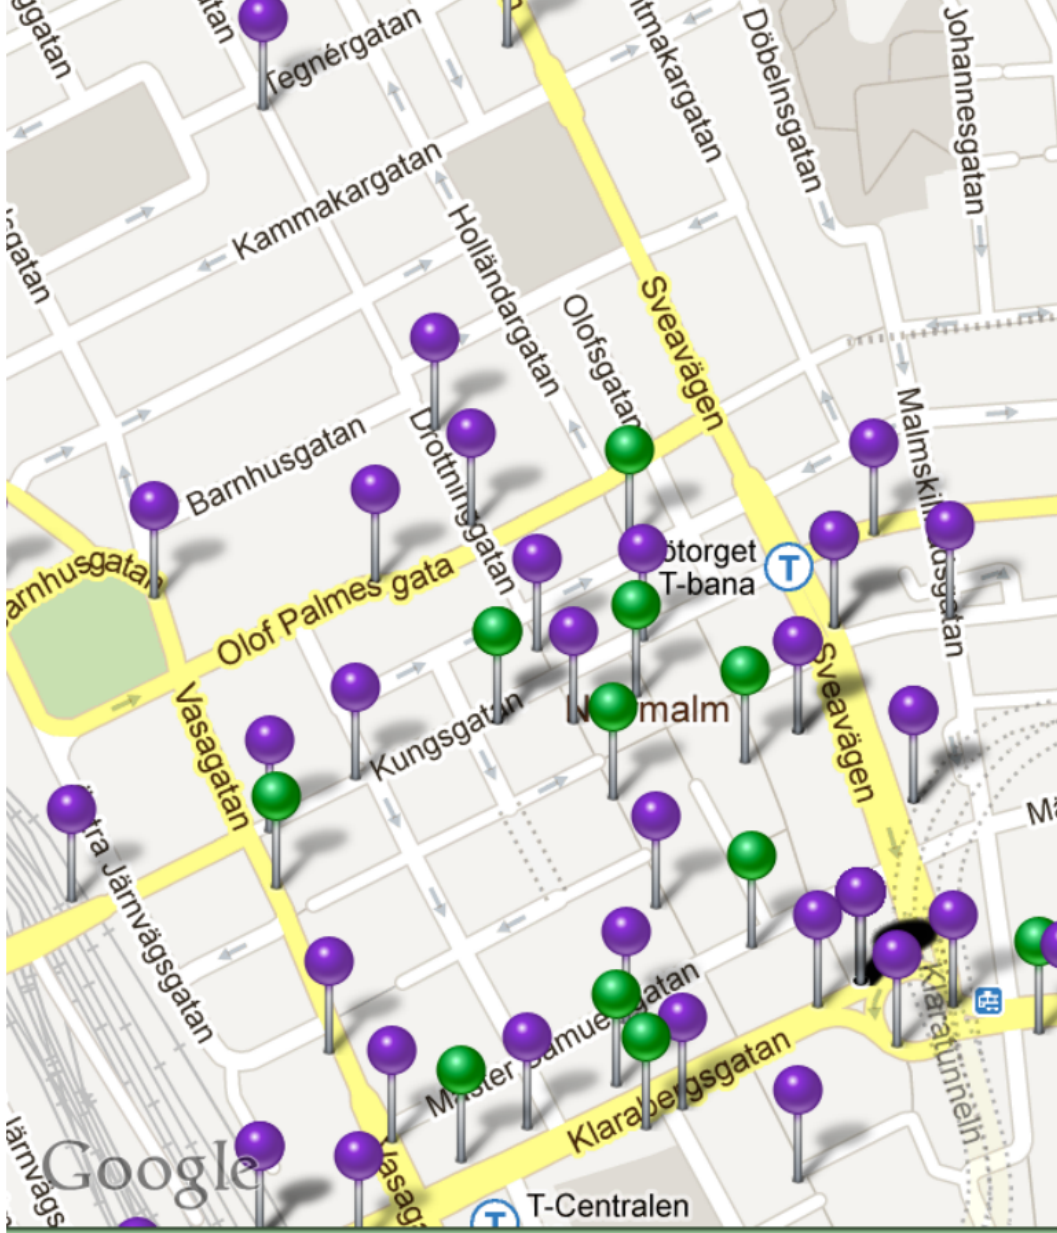 Tegnérgatan
Döbelnsgatan
Johannesgatan
Kammakargatan
Holländargatan
Olofsgatan
Sveavägen
Barnhusgatan
Drottninggatan
Olof Palmes gata
T-bana
T
Vasagatan
Kungsgatan
Sveavägen
Järnvägsgatan
Klarabergsgatan
Klaratunneln
Google
T-Centralen
T